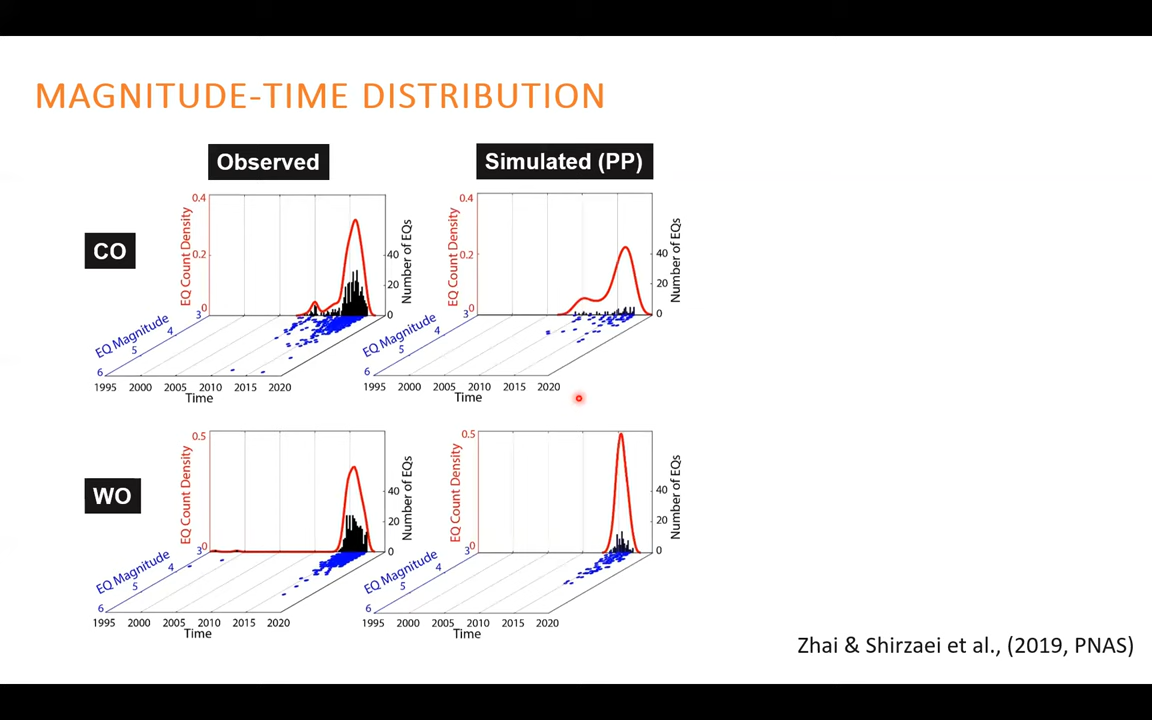 MAGNITUDE-TIME DISTRIBUTION
Observed
Simulated (PP)
CO
EQ Count Density
0.4
0.2
0
Number of EQs
40
20
0
EQ Magnitude
3
4
5
6
1995 2000 2005 2010 2015 2020
Time
EQ Count Density
0.4
0.2
0
Number of EQs
40
20
0
EQ Magnitude
3
4
5
6
1995 2000 2005 2010 2015 2020
Time
WO
EQ Count Density
0.5
0
Number of EQs
40
20
0
EQ Magnitude
3
4
5
6
1995 2000 2005 2010 2015 2020
Time
EQ Count Density
0.5
0
Number of EQs
40
20
0
EQ Magnitude
3
4
5
6
1995 2000 2005 2010 2015 2020
Time
Zhai & Shirzaei et al., (2019, PNAS)